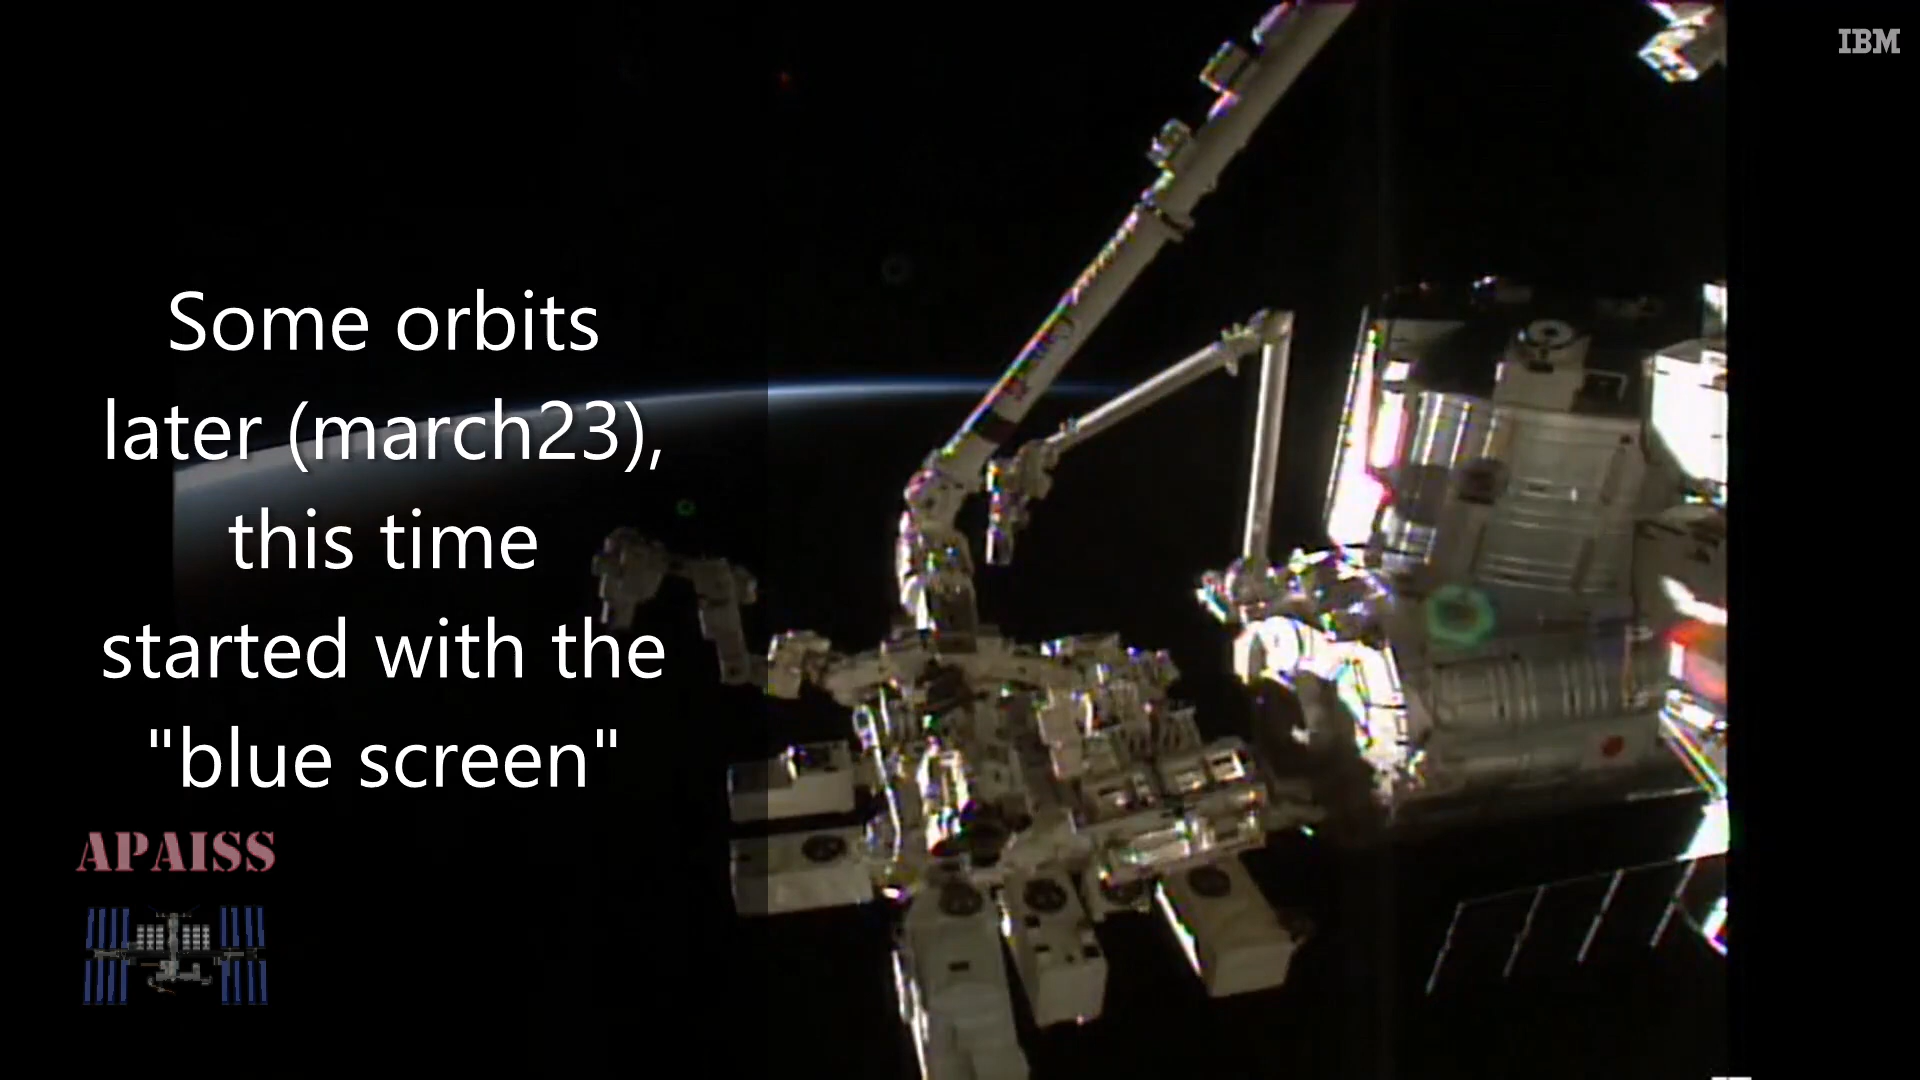 IBM
Some orbits
later (march23),
this time
started with the
"blue screen"
APAISS